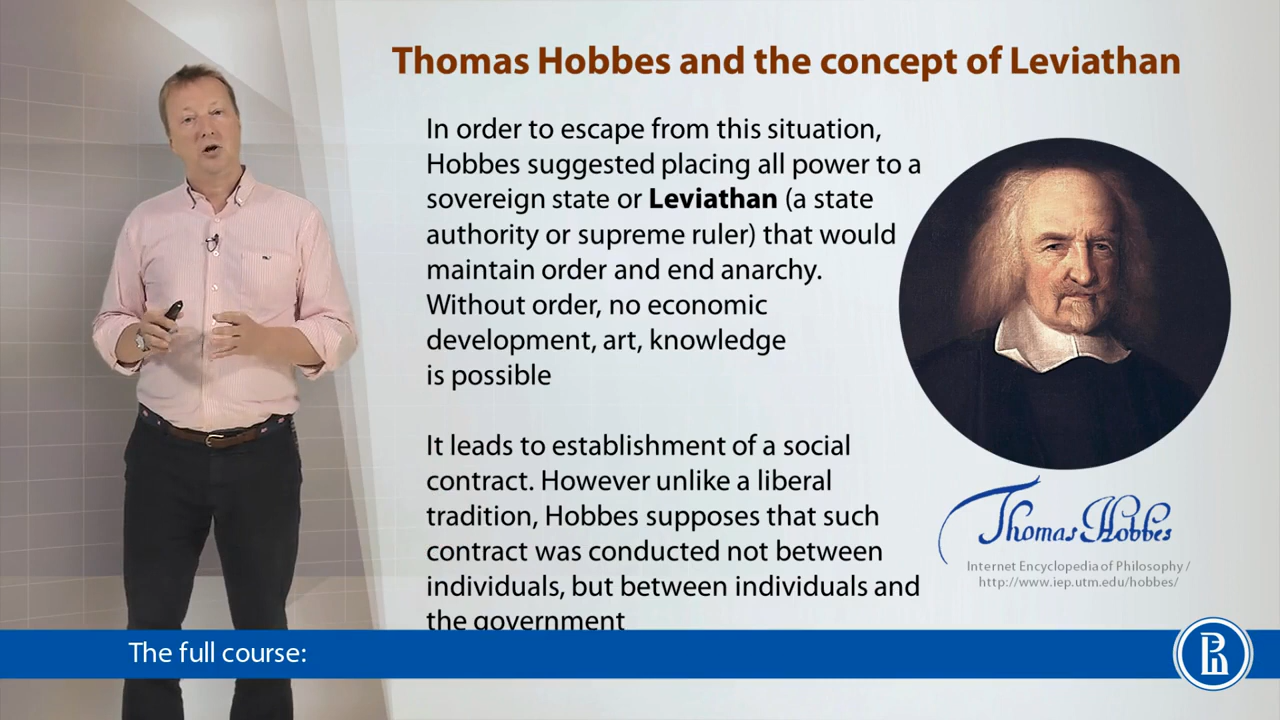 Thomas Hobbes and the concept of Leviathan
In order to escape from this situation,
Hobbes suggested placing all power to a
sovereign state or Leviathan (a state
authority or supreme ruler) that would
maintain order and end anarchy.
Without order, no economic
development, art, knowledge
is possible
It leads to establishment of a social
contract. However unlike a liberal
tradition, Hobbes supposes that such
contract was conducted not between
individuals, but between individuals and
the government
Thomas Hobbes
Internet Encyclopedia of Philosophy /
http://www.iep.utm.edu/hobbes/
The full course: